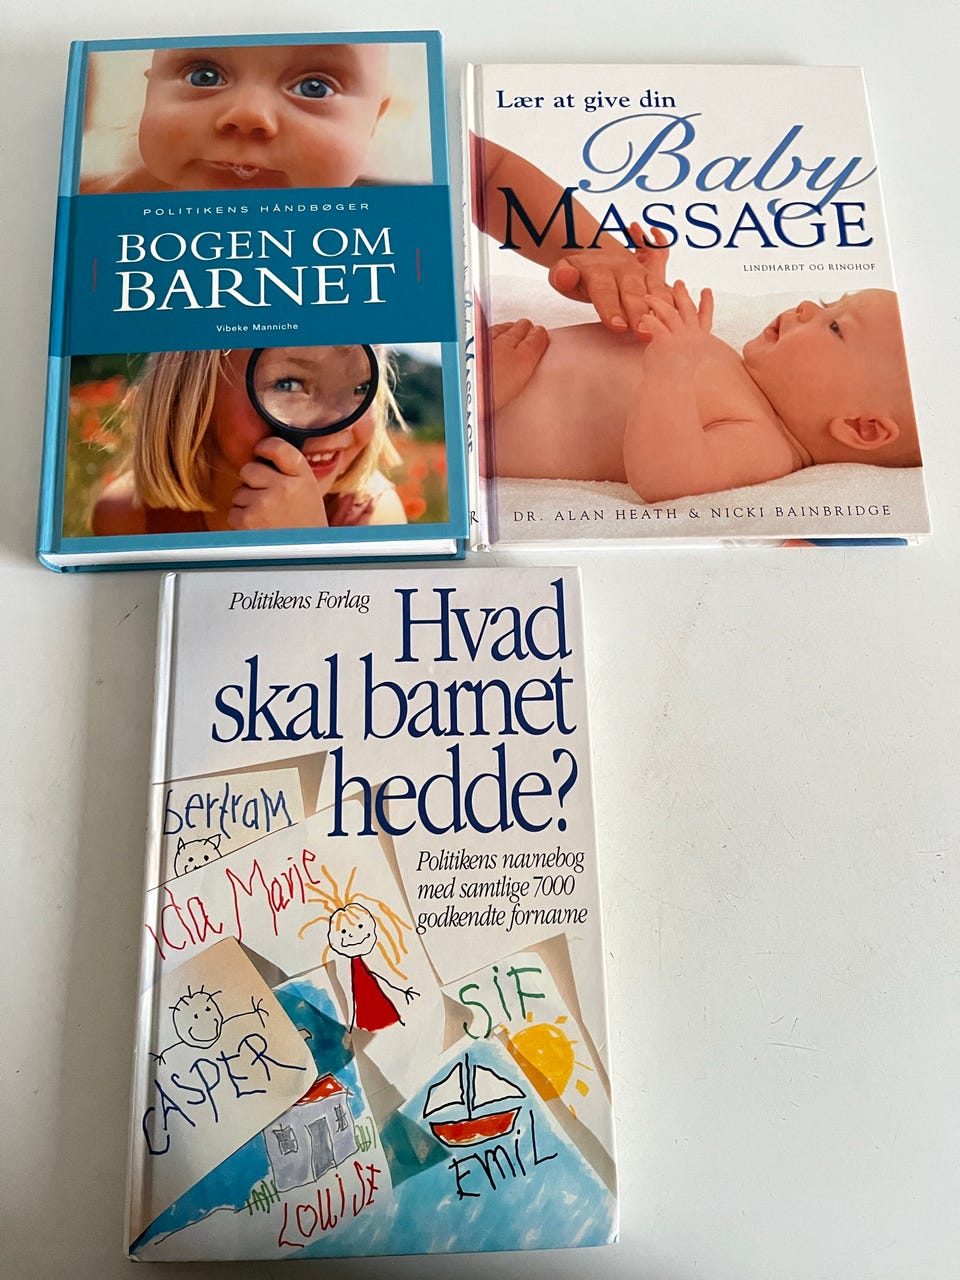 POLITIKENS HÅNDBØGER
BOGEN OM
BARNET
Vibeke Manniche
Lær at give din
Baby
MASSAGE
LINDHARDT OG RINGHOF
DR. ALAN HEATH & NICKI BAINBRIDGE
Politikens Forlag
Hvad
skal barnet
hedde?
Politikens navnebog
med samtlige 7000
godkendte fornavne
bertram
Ida Marie
CASPER
SIF
EMIL
LOUISE